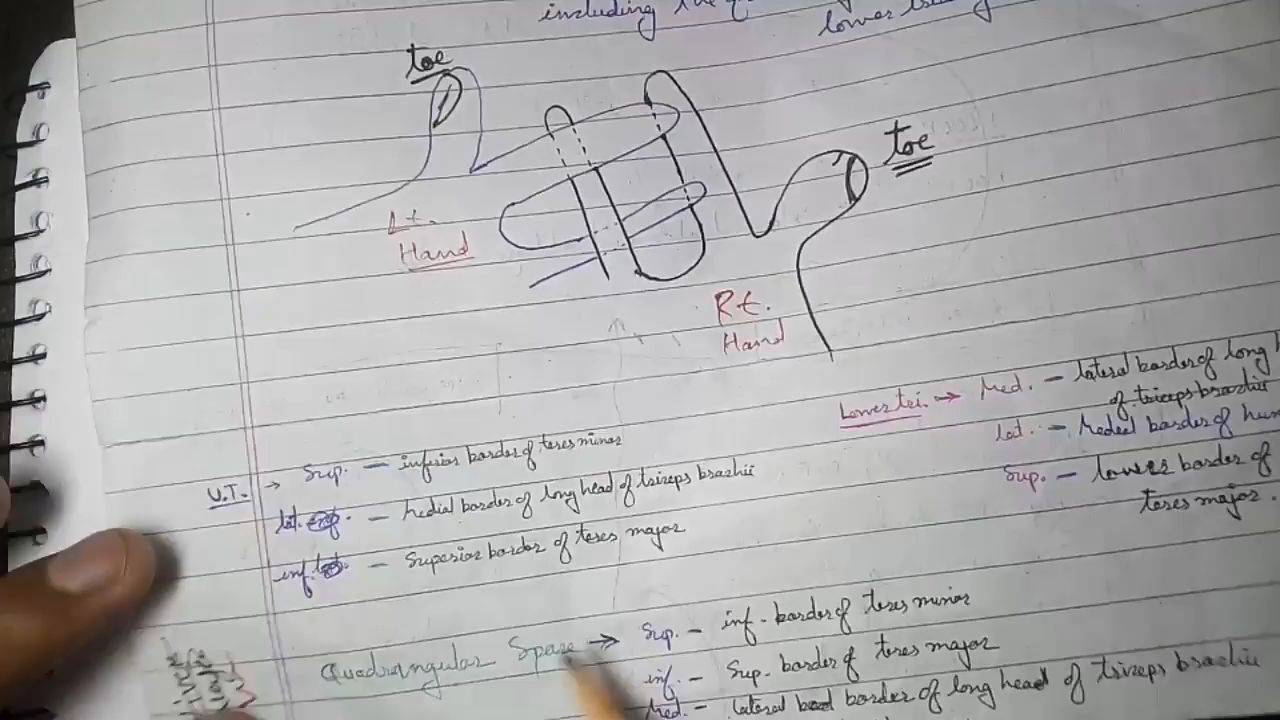 including the
lower
toe
toe
Lt.
Hand
Rt.
Hand
Lower tri. → Med. - lateral border of long
of triceps brachii
lat. - Medial border of hum
Sup. - lower border of
teres major.
U.T. → Sup. - inferior border of teres minor
lat. - Medial border of long head of triceps brachii
inf. - Superior border of teres major
Quadrangular Space → Sup. - inf. border of teres minor
inf. - Sup. border of teres major
Med. - lateral border of long head of triceps brachii